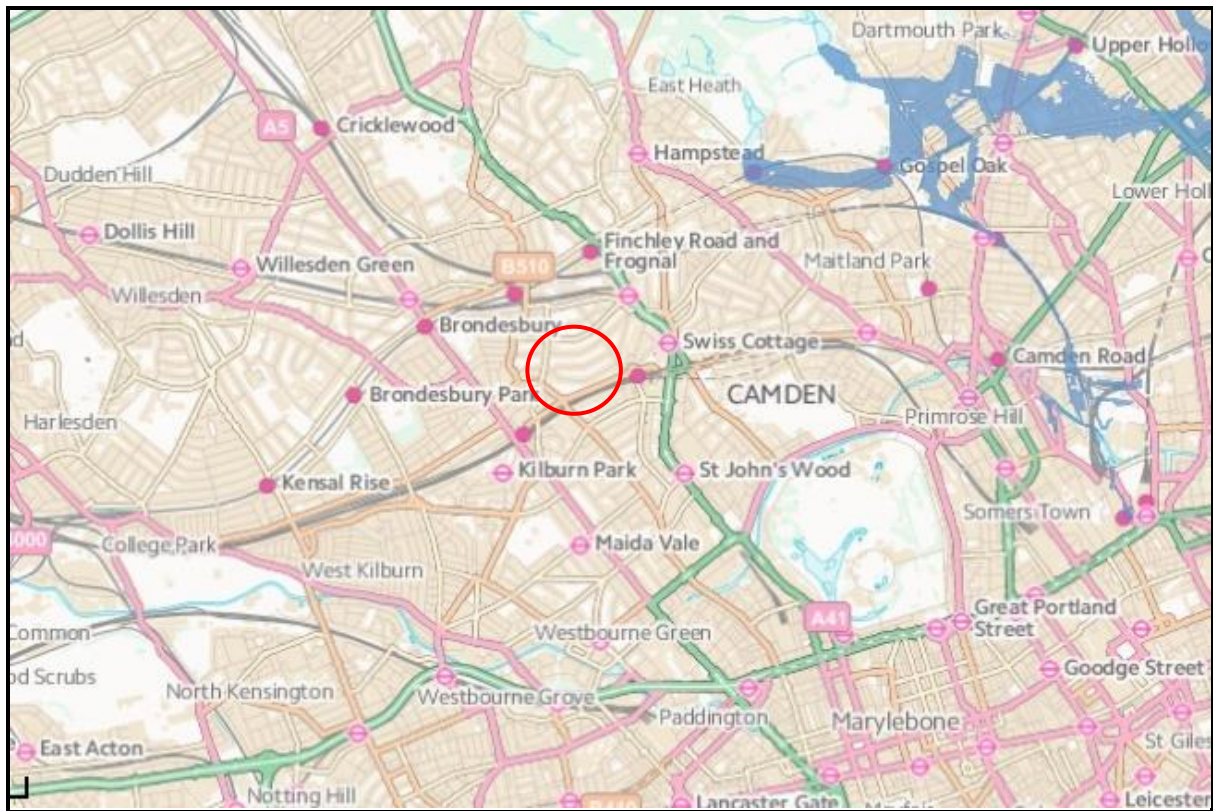 Dartmouth Park
Upper Hollo
East Heath
A5
Cricklewood
Hampstead
Gospel Oak
Dudden Hill
Lower Holl
Dollis Hill
Finchley Road and
Frognal
Maitland Park
Willesden Green
B510
Willesden
Brondesbury
Swiss Cottage
Camden Road
Brondesbury Park
CAMDEN
Primrose Hill
Harlesden
Kilburn Park
St John's Wood
Kensal Rise
Somers Town
College Park
Maida Vale
West Kilburn
Great Portland
Street
A41
Common
Westbourne Green
Goodge Street
od Scrubs
North Kensington
Westbourne Grove
Paddington
Marylebone
East Acton
St Giles
Notting Hill
Lancaster Gate
Leicester